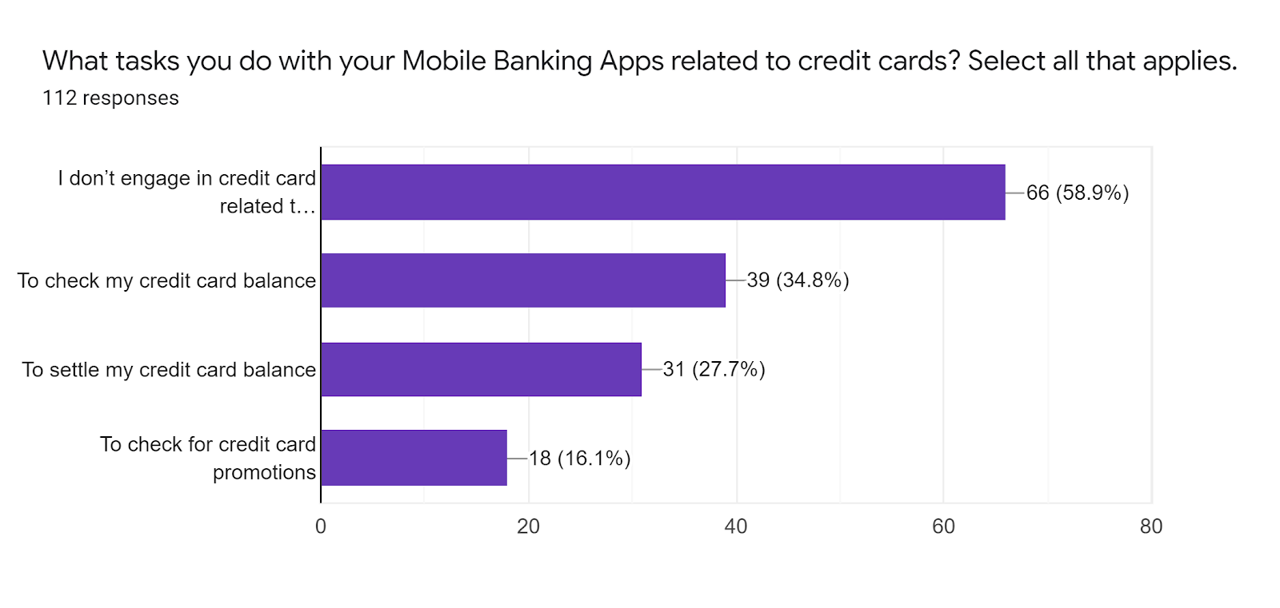 What tasks you do with your Mobile Banking Apps related to credit cards? Select all that applies.
112 responses
I don’t engage in credit card
related t…
66 (58.9%)
To check my credit card balance
39 (34.8%)
To settle my credit card balance
31 (27.7%)
To check for credit card
promotions
18 (16.1%)
0 20 40 60 80